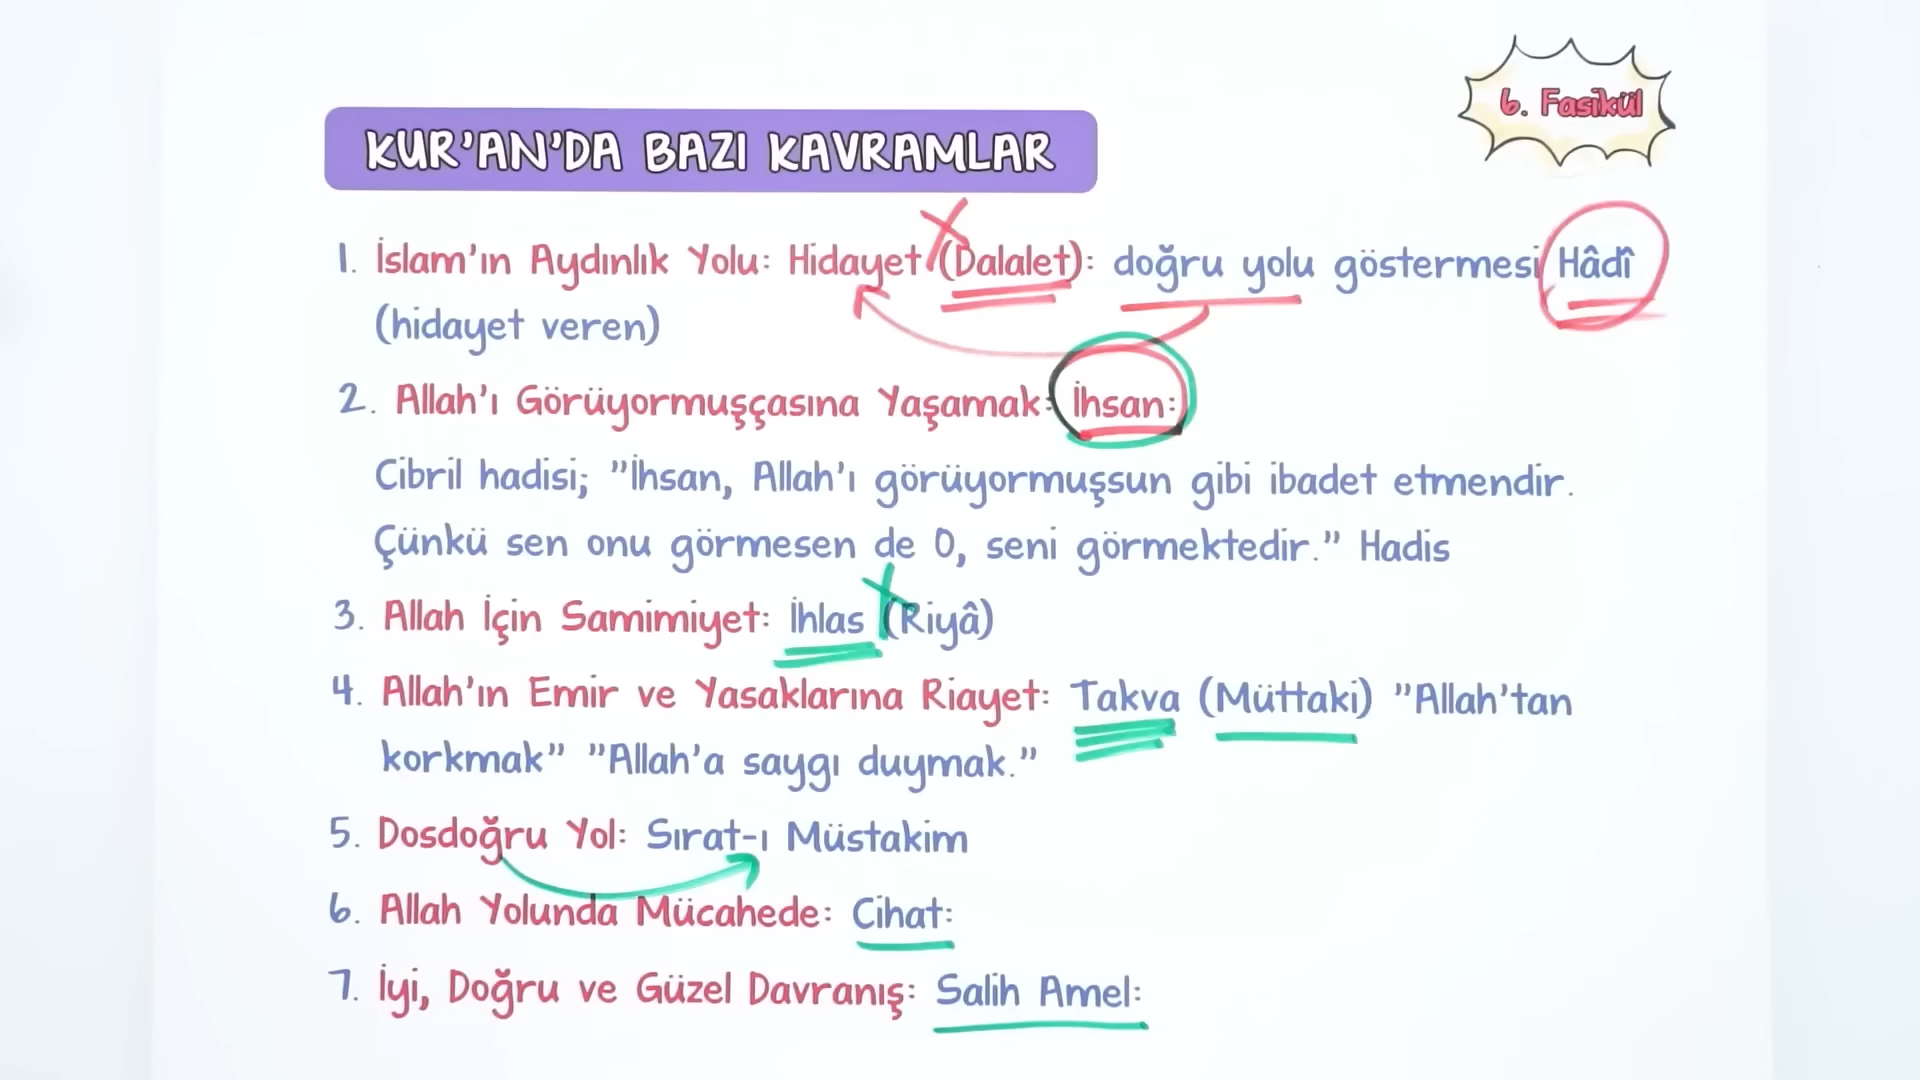 6. Fasikül
KUR'AN'DA BAZI KAVRAMLAR
1. İslam'ın Aydınlık Yolu: Hidayet (Dalalet): doğru yolu göstermesi Hâdî
(hidayet veren)
2. Allah'ı Görüyormuşçasına Yaşamak: İhsan:
Cibril hadisi; "İhsan, Allah'ı görüyormuşsun gibi ibadet etmendir.
Çünkü sen onu görmesen de O, seni görmektedir." Hadis
3. Allah İçin Samimiyet: İhlas (Riyâ)
4. Allah'ın Emir ve Yasaklarına Riayet: Takva (Müttaki) "Allah'tan
korkmak" "Allah'a saygı duymak."
5. Dosdoğru Yol: Sırat-ı Müstakim
6. Allah Yolunda Mücahede: Cihat:
7. İyi, Doğru ve Güzel Davranış: Salih Amel: